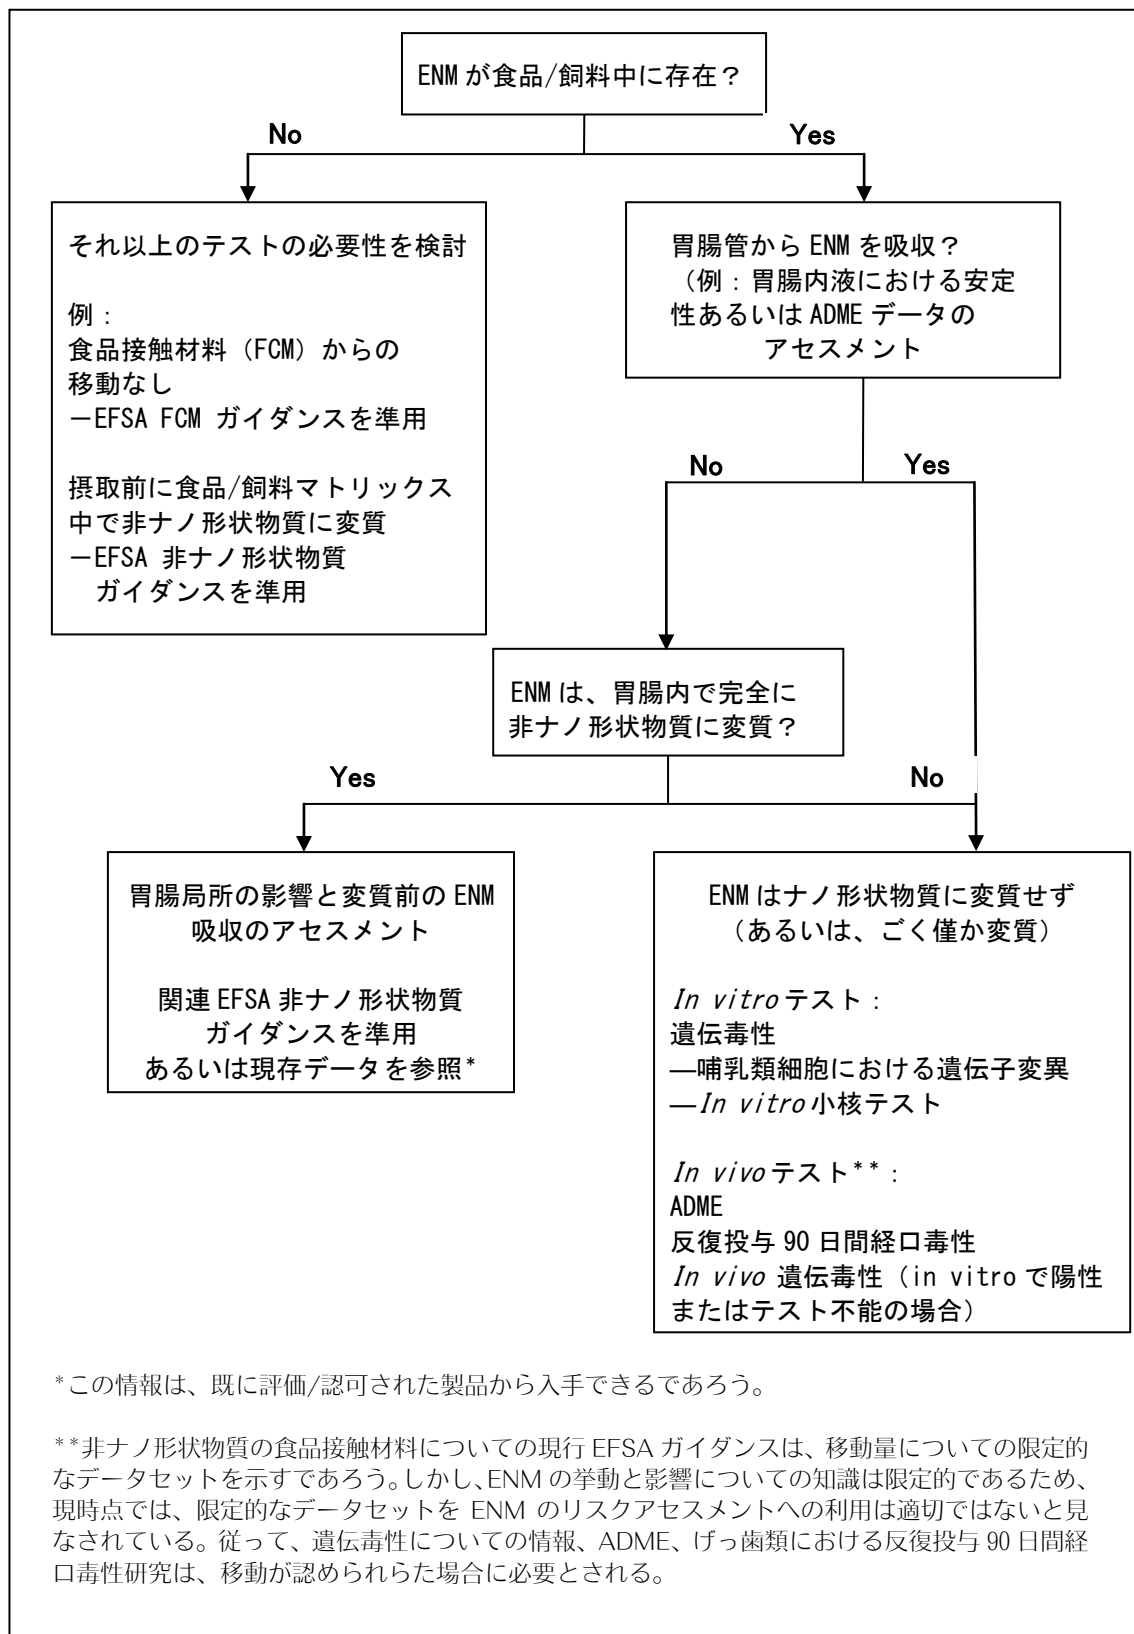 ENM が食品/飼料中に存在？
No
Yes
それ以上のテストの必要性を検討
例：
食品接触材料（FCM）からの
移動なし
－EFSA FCM ガイダンスを準用
摂取前に食品/飼料マトリックス
中で非ナノ形状物質に変質
－EFSA 非ナノ形状物質
ガイダンスを準用
胃腸管から ENM を吸収？
（例：胃腸内液における安定
性あるいは ADME データの
アセスメント
No
Yes
ENM は、胃腸内で完全に
非ナノ形状物質に変質？
Yes
No
胃腸局所の影響と変質前の ENM
吸収のアセスメント
関連 EFSA 非ナノ形状物質
ガイダンスを準用
あるいは現存データを参照*
ENM はナノ形状物質に変質せず
（あるいは、ごく僅か変質）
In vitro テスト：
遺伝毒性
―哺乳類細胞における遺伝子変異
―In vitro 小核テスト
In vivo テスト**：
ADME
反復投与 90 日間経口毒性
In vivo 遺伝毒性（in vitro で陽性
またはテスト不能の場合）
*この情報は、既に評価/認可された製品から入手できるであろう。
**非ナノ形状物質の食品接触材料についての現行 EFSA ガイダンスは、移動量についての限定的
なデータセットを示すであろう。しかし、ENM の挙動と影響についての知識は限定的であるため、
現時点では、限定的なデータセットを ENM のリスクアセスメントへの利用は適切ではないと見
なされている。従って、遺伝毒性についての情報、ADME、げっ歯類における反復投与 90 日間経
口毒性研究は、移動が認められらた場合に必要とされる。